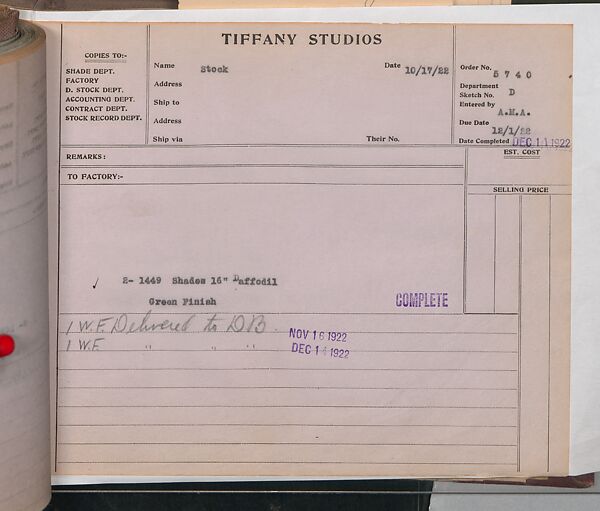 TIFFANY STUDIOS
COPIES TO:-
SHADE DEPT.
FACTORY
D. STOCK DEPT.
ACCOUNTING DEPT.
CONTRACT DEPT.
STOCK RECORD DEPT.
Name Stock Date 10/17/22
Address
Ship to
Address
Ship via Their No.
Order No. 5740
Department
Sketch No. D
Entered by A.M.A.
Due Date 12/1/22
Date Completed DEC 11 1922
REMARKS:
EST. COST
TO FACTORY:-
SELLING PRICE
✓ 2- 1449 Shades 16" Daffodil
Green Finish
COMPLETE
1 W.F. Delivered to D.B. NOV 16 1922
1 W.F. " " " DEC 1 1922